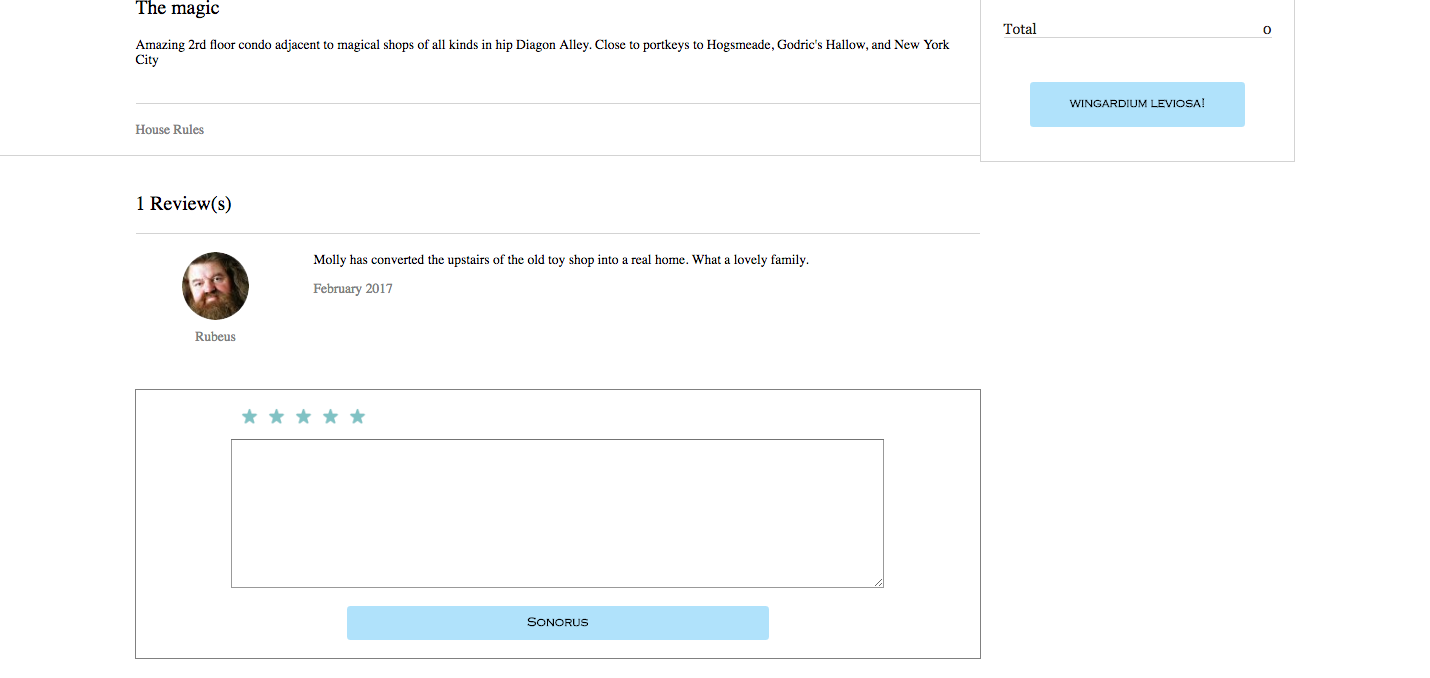 The magic
Amazing 2rd floor condo adjacent to magical shops of all kinds in hip Diagon Alley. Close to portkeys to Hogsmeade, Godric's Hallow, and New York
City
House Rules
Total 0
WINGARDIUM LEVIOSA!
1 Review(s)
Molly has converted the upstairs of the old toy shop into a real home. What a lovely family.
February 2017
Rubeus
Sonorus